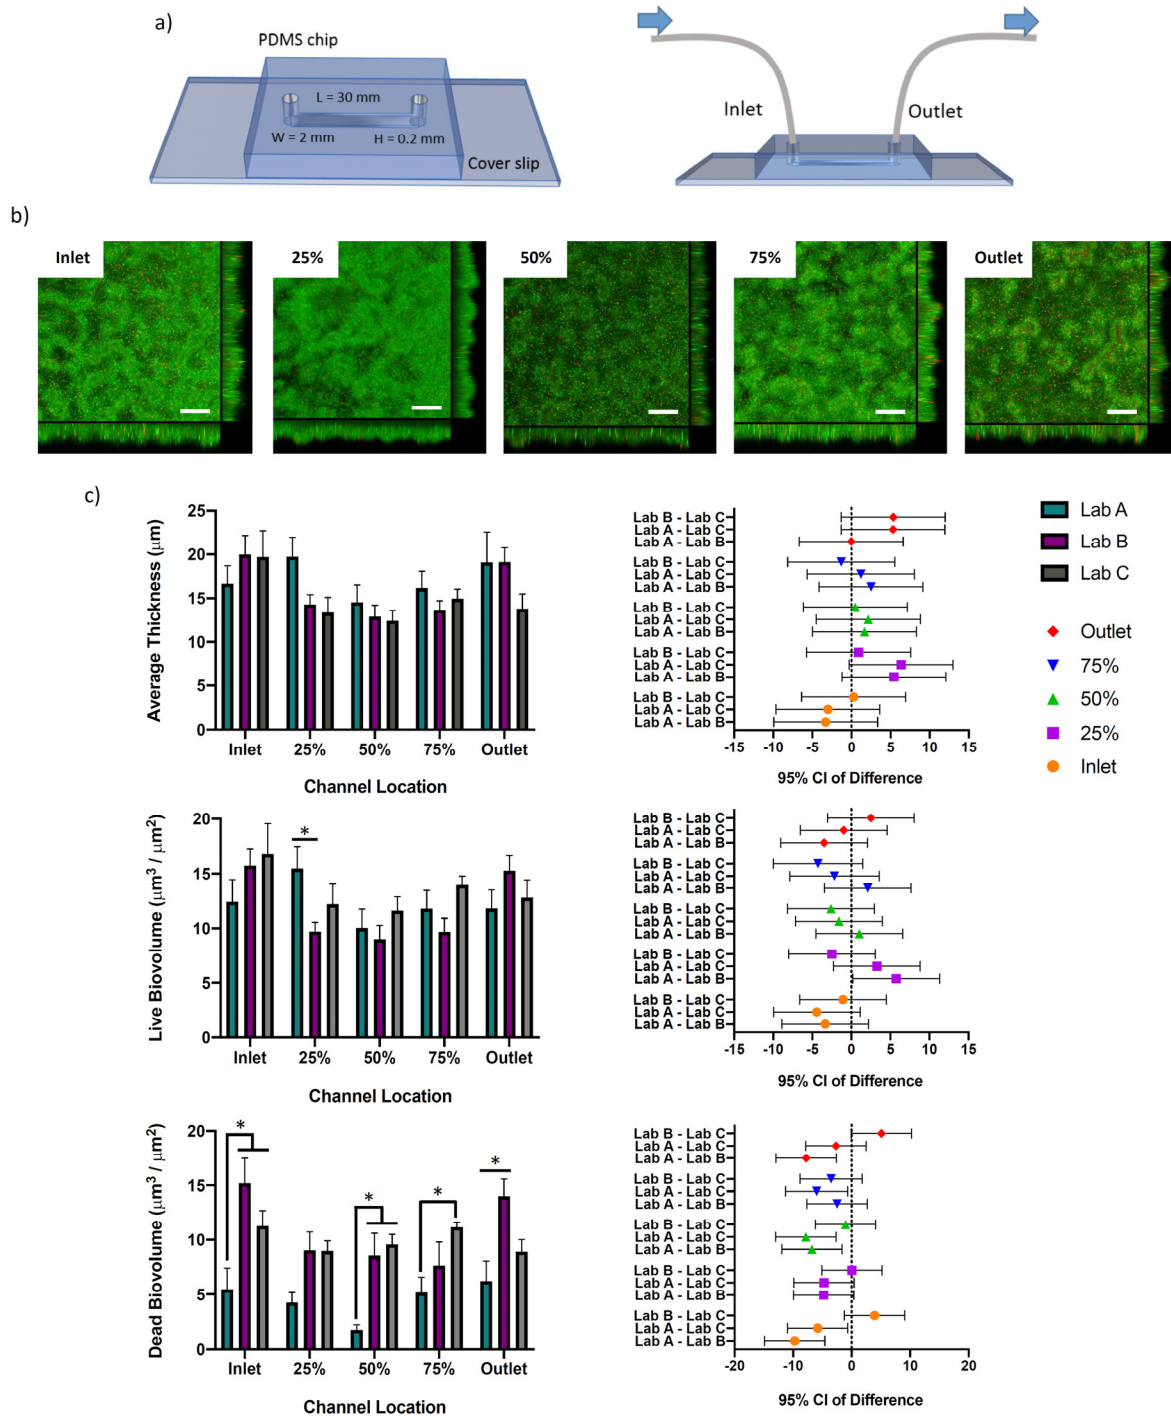 a)
PDMS chip
L = 30 mm
W = 2 mm
H = 0.2 mm
Cover slip
Inlet
Outlet
b)
Inlet
25%
50%
75%
Outlet
c)
Average Thickness (μm)
25
20
15
10
5
0
Inlet
25%
50%
75%
Outlet
Channel Location
Lab B - Lab C
Lab A - Lab C
Lab A - Lab B
Lab B - Lab C
Lab A - Lab C
Lab A - Lab B
Lab B - Lab C
Lab A - Lab C
Lab A - Lab B
Lab B - Lab C
Lab A - Lab C
Lab A - Lab B
Lab B - Lab C
Lab A - Lab C
Lab A - Lab B
-15 -10 -5 0 5 10 15
95% CI of Difference
Lab A
Lab B
Lab C
Outlet
75%
50%
25%
Inlet
Live Biovolume (μm³ / μm²)
20
15
10
5
0
*
Inlet
25%
50%
75%
Outlet
Channel Location
Lab B - Lab C
Lab A - Lab C
Lab A - Lab B
Lab B - Lab C
Lab A - Lab C
Lab A - Lab B
Lab B - Lab C
Lab A - Lab C
Lab A - Lab B
Lab B - Lab C
Lab A - Lab C
Lab A - Lab B
Lab B - Lab C
Lab A - Lab C
Lab A - Lab B
-15 -10 -5 0 5 10 15
95% CI of Difference
Dead Biovolume (μm³ / μm²)
20
15
10
5
0
*
*
*
*
Inlet
25%
50%
75%
Outlet
Channel Location
Lab B - Lab C
Lab A - Lab C
Lab A - Lab B
Lab B - Lab C
Lab A - Lab C
Lab A - Lab B
Lab B - Lab C
Lab A - Lab C
Lab A - Lab B
Lab B - Lab C
Lab A - Lab C
Lab A - Lab B
Lab B - Lab C
Lab A - Lab C
Lab A - Lab B
-20 -10 0 10 20
95% CI of Difference